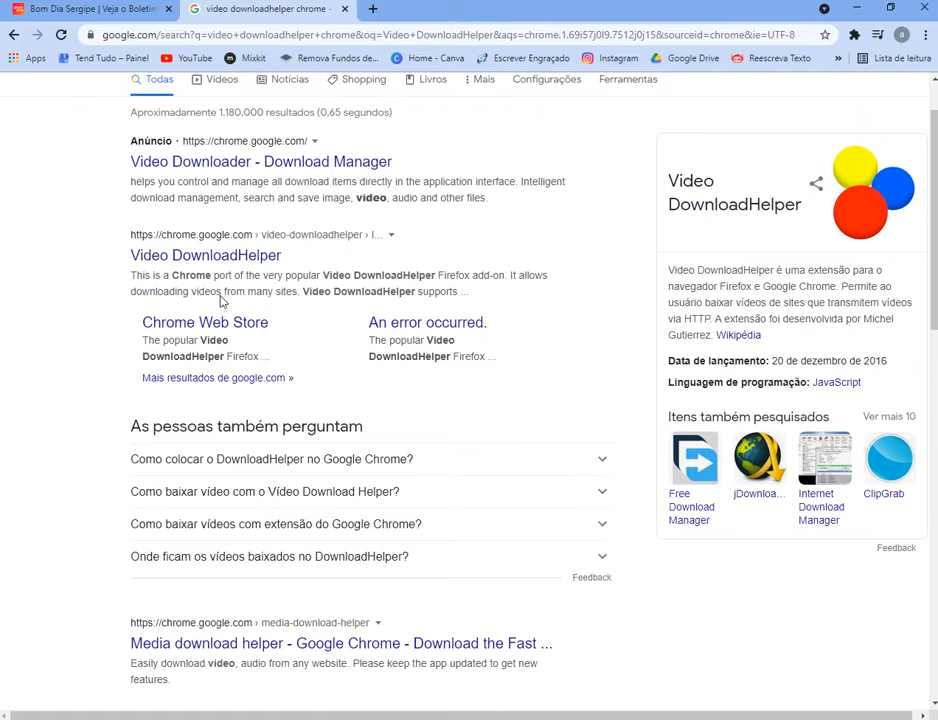 Bom Dia Sergipe | Veja o Boletim
video downloadhelper chrome -
google.com/search?q=video+downloadhelper+chrome&oq=Video+DownloadHelper&aqs=chrome.1.69i57j0l9.7512j0j15&sourceid=chrome&ie=UTF-8
a
Apps
Tend Tudo – Painel
YouTube
Mixkit
Remova Fundos de...
Home - Canva
Escrever Engraçado
Instagram
Google Drive
Reescreva Texto
»
Lista de leitura
Todas
Vídeos
Notícias
Shopping
Livros
Mais
Configurações
Ferramentas
Aproximadamente 1.180.000 resultados (0,65 segundos)
Anúncio · https://chrome.google.com/
Video Downloader - Download Manager
helps you control and manage all download items directly in the application interface. Intelligent
download management, search and save image, video, audio and other files.
https://chrome.google.com › video-downloadhelper › l...
Video DownloadHelper
This is a Chrome port of the very popular Video DownloadHelper Firefox add-on. It allows
downloading videos from many sites. Video DownloadHelper supports ...
Chrome Web Store
The popular Video
DownloadHelper Firefox ...
An error occurred.
The popular Video
DownloadHelper Firefox ...
Mais resultados de google.com »
As pessoas também perguntam
Como colocar o DownloadHelper no Google Chrome?
Como baixar vídeo com o Vídeo Download Helper?
Como baixar vídeos com extensão do Google Chrome?
Onde ficam os vídeos baixados no DownloadHelper?
Feedback
https://chrome.google.com › media-download-helper
Media download helper - Google Chrome - Download the Fast ...
Easily download video, audio from any website. Please keep the app updated to get new
features.
Video
DownloadHelper
Video DownloadHelper é uma extensão para o
navegador Firefox e Google Chrome. Permite ao
usuário baixar vídeos de sites que transmitem vídeos
via HTTP. A extensão foi desenvolvida por Michel
Gutierrez. Wikipédia
Data de lançamento: 20 de dezembro de 2016
Linguagem de programação: JavaScript
Itens também pesquisados
Ver mais 10
Free
Download
Manager
jDownloa...
Internet
Download
Manager
ClipGrab
Feedback